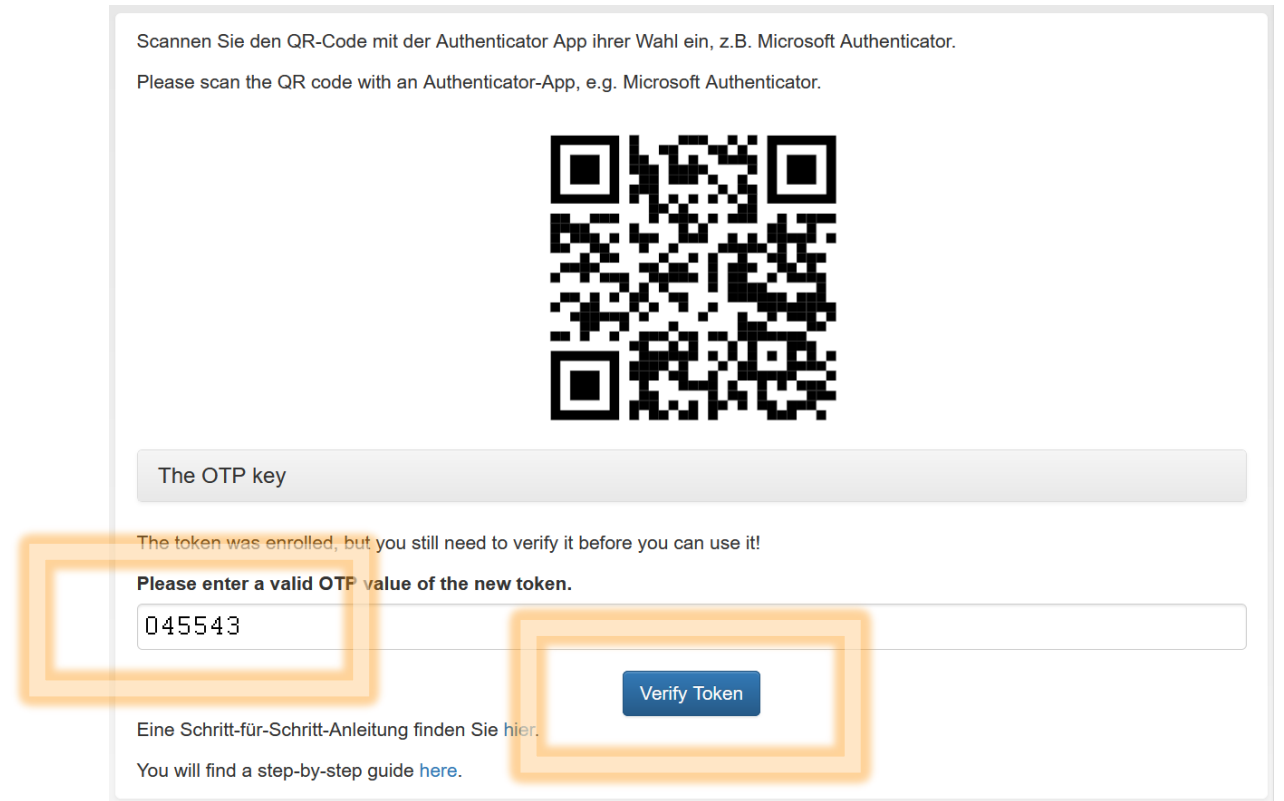 Scannen Sie den QR-Code mit der Authenticator App ihrer Wahl ein, z.B. Microsoft Authenticator.
Please scan the QR code with an Authenticator-App, e.g. Microsoft Authenticator.
The OTP key
The token was enrolled, but you still need to verify it before you can use it!
Please enter a valid OTP value of the new token.
045543
Verify Token
Eine Schritt-für-Schritt-Anleitung finden Sie hier.
You will find a step-by-step guide here.